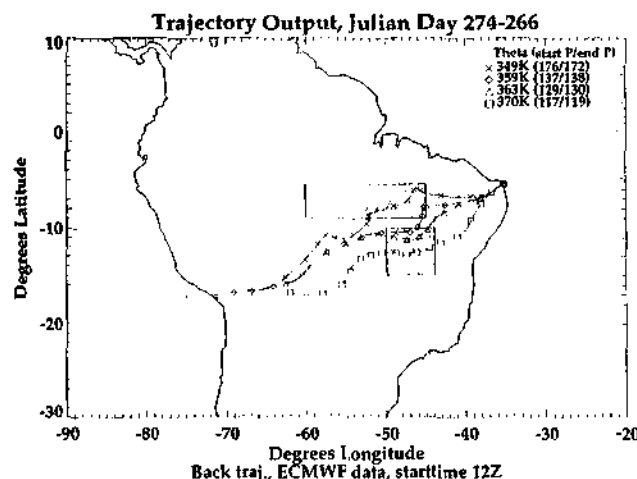 Trajectory Output, Julian Day 274-266
Theta (start P/end P)
349K (176/172)
359K (137/138)
363K (129/130)
370K (117/119)
10
0
-10
-20
-30
Degrees Latitude
-90 -80 -70 -60 -50 -40 -30 -20
Degrees Longitude
Back traj., ECMWF data, starttime 12Z